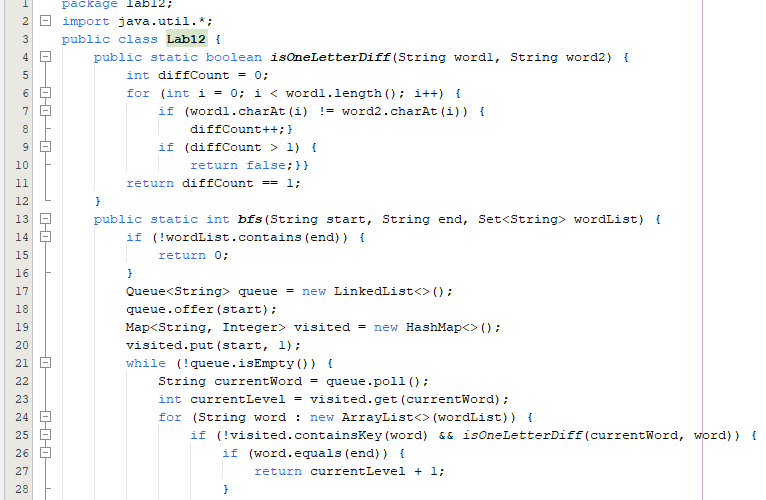 1 package lab12;
2 import java.util.*;
3 public class Lab12 {
4 public static boolean isOneLetterDiff(String word1, String word2) {
5 int diffCount = 0;
6 for (int i = 0; i < word1.length(); i++) {
7 if (word1.charAt(i) != word2.charAt(i)) {
8 diffCount++;}
9 if (diffCount > 1) {
10 return false;}}
11 return diffCount == 1;
12 }
13 public static int bfs(String start, String end, Set<String> wordList) {
14 if (!wordList.contains(end)) {
15 return 0;
16 }
17 Queue<String> queue = new LinkedList<>();
18 queue.offer(start);
19 Map<String, Integer> visited = new HashMap<>();
20 visited.put(start, 1);
21 while (!queue.isEmpty()) {
22 String currentWord = queue.poll();
23 int currentLevel = visited.get(currentWord);
24 for (String word : new ArrayList<>(wordList)) {
25 if (!visited.containsKey(word) && isOneLetterDiff(currentWord, word)) {
26 if (word.equals(end)) {
27 return currentLevel + 1;
28 }